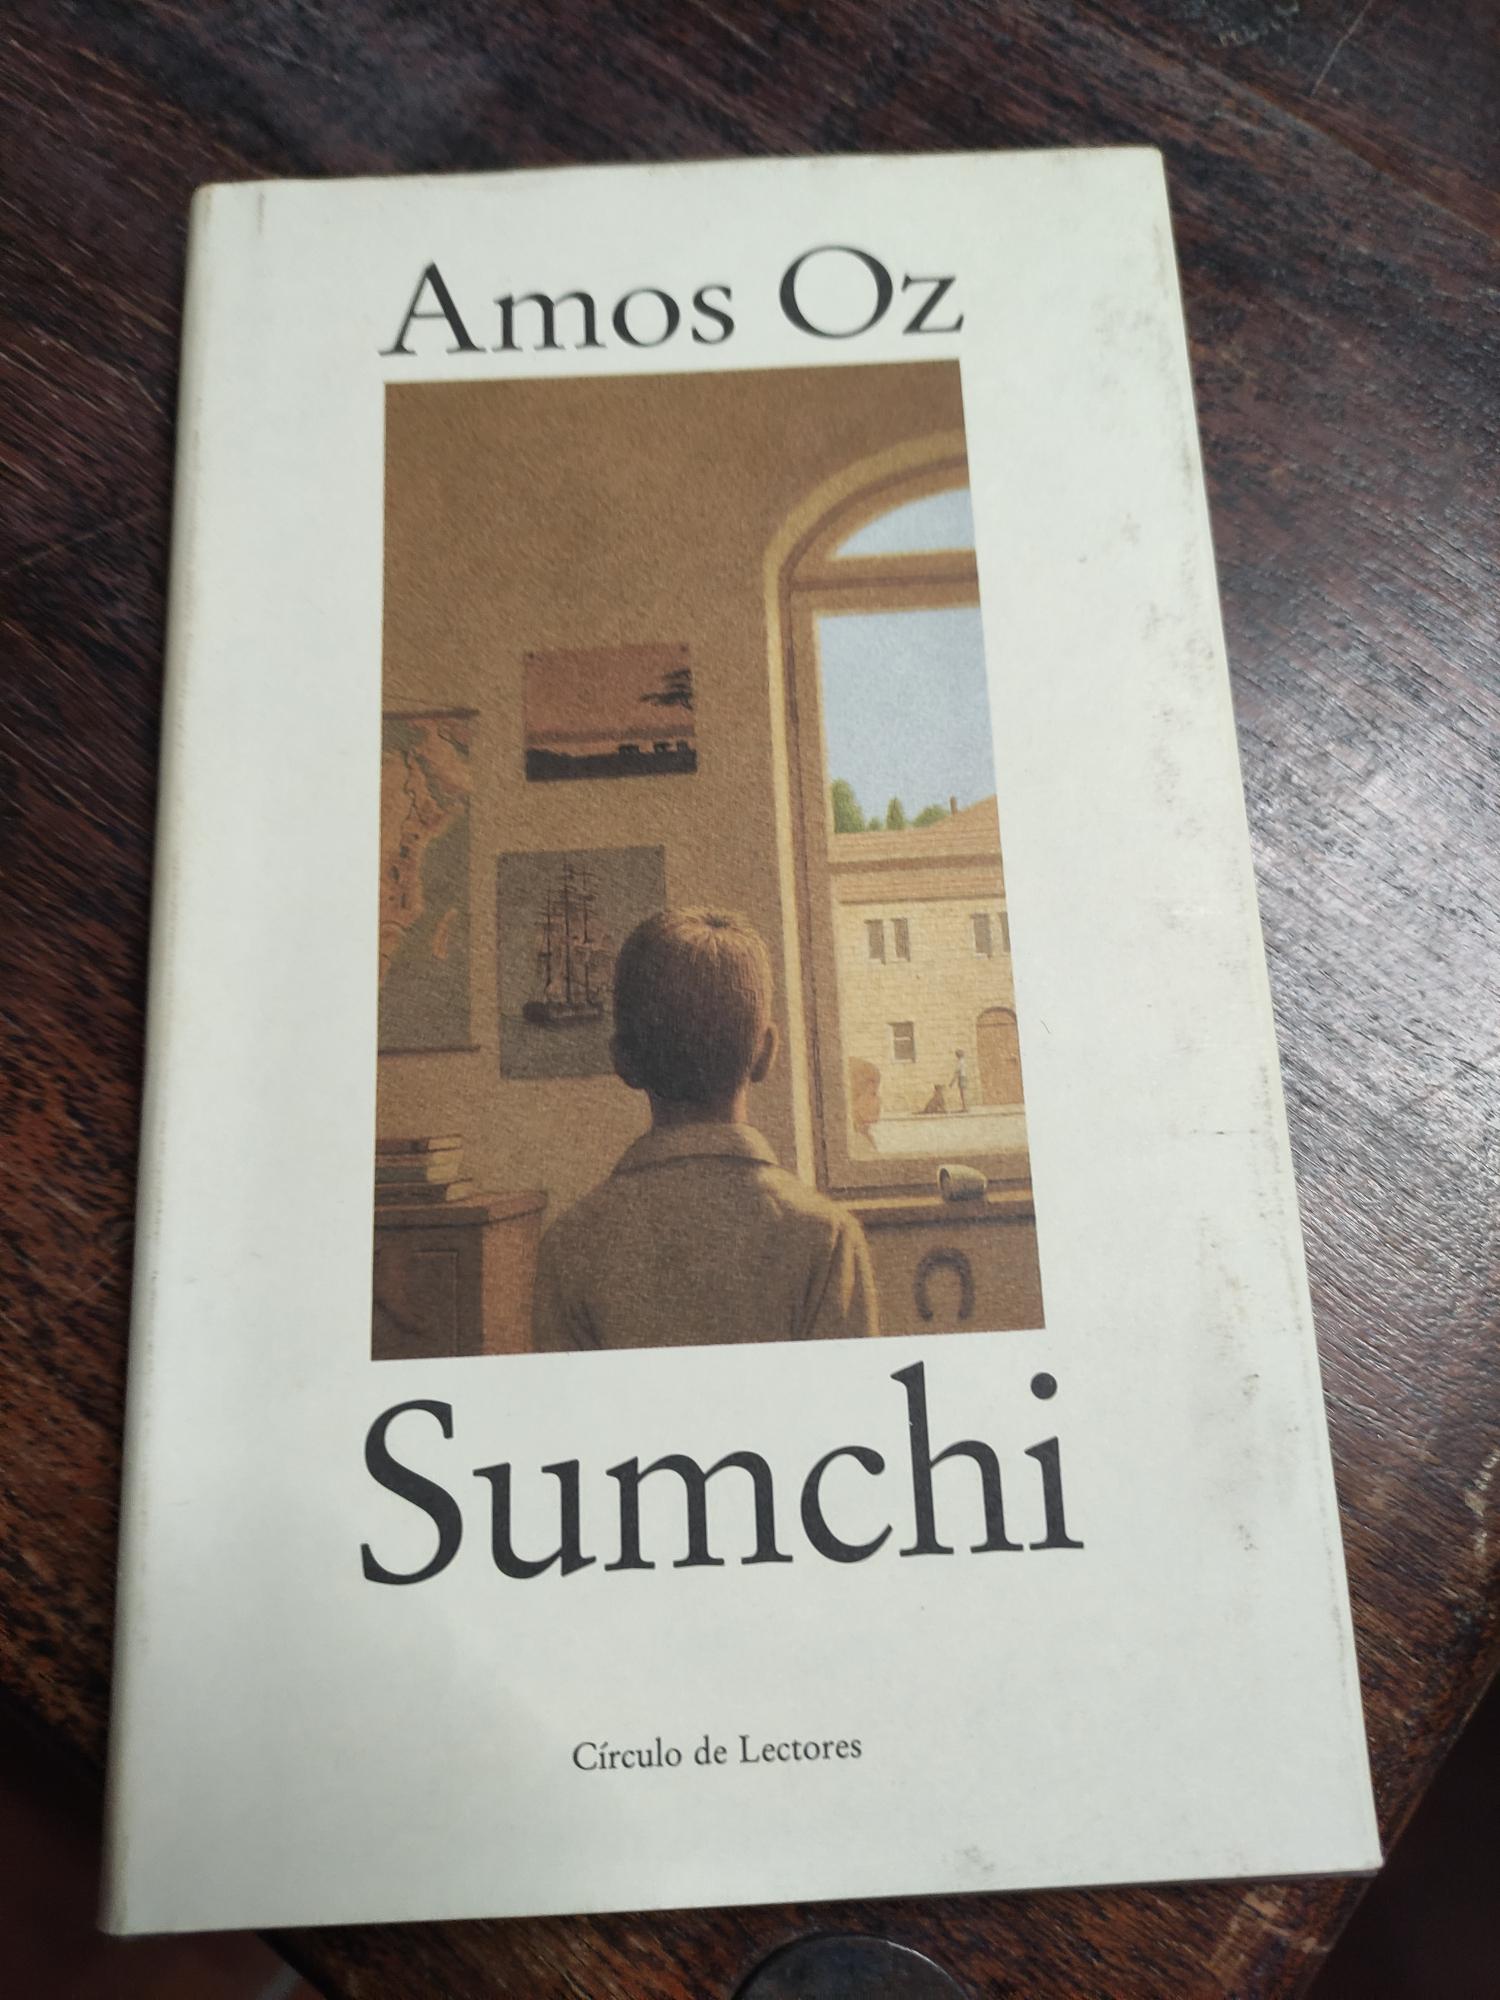 Amos Oz
Sumchi
Círculo de Lectores